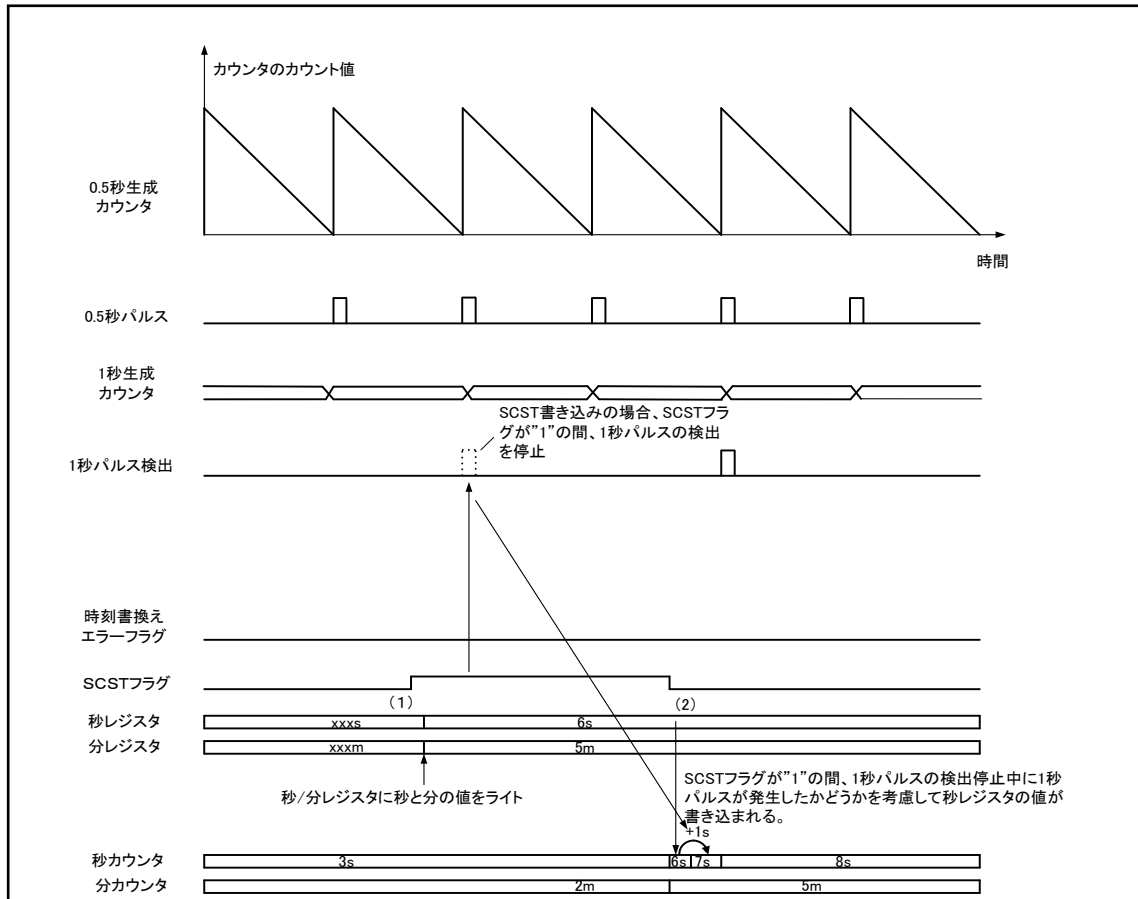 カウンタのカウント値
0.5秒生成
カウンタ
時間
0.5秒パルス
1秒生成
カウンタ
SCST書き込みの場合、SCSTフラ
グが”1”の間、1秒パルスの検出
を停止
1秒パルス検出
時刻書換え
エラーフラグ
SCSTフラグ
(1)
(2)
秒レジスタ
xxxs
6s
分レジスタ
xxxm
5m
秒/分レジスタに秒と分の値をライト
SCSTフラグが”1”の間、1秒パルスの検出停止中に1秒
パルスが発生したかどうかを考慮して秒レジスタの値が
書き込まれる。
+1s
秒カウンタ
3s
6s
7s
8s
分カウンタ
2m
5m